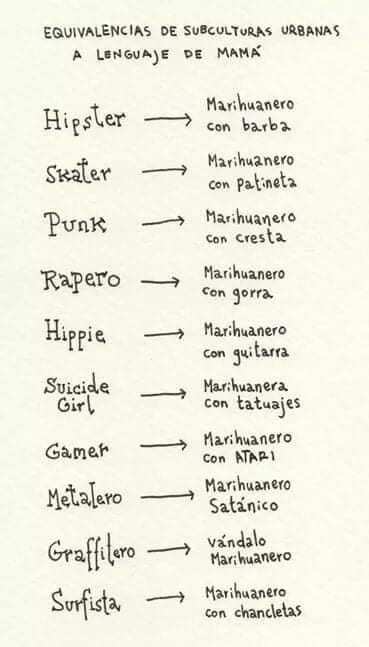 EQUIVALENCIAS DE SUBCULTURAS URBANAS
A LENGUAJE DE MAMÁ
Hipster → Marihuanero
con barba
Skater → Marihuanero
con patineta
Punk → Marihuanero
con cresta
Rapero → Marihuanero
con gorra
Hippie → Marihuanero
con guitarra
Suicide Girl → Marihuanera
con tatuajes
Gamer → Marihuanero
con ATARI
Metalero → Marihuanero
Satánico
Graffitero → vándalo
Marihuanero
Surfista → Marihuanero
con chancletas